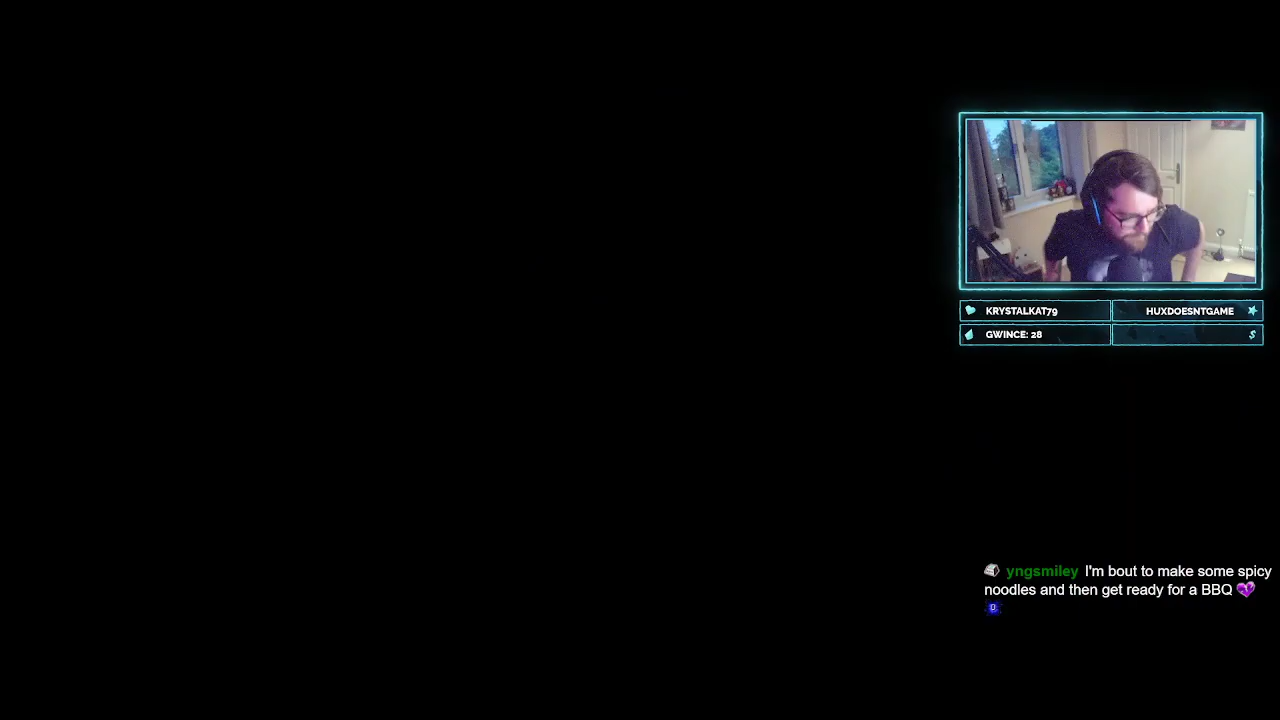 KRYSTALKAT79
HUXDOESNTGAME
GWINCE: 28
$
yngsmiley I'm bout to make some spicy
noodles and then get ready for a BBQ